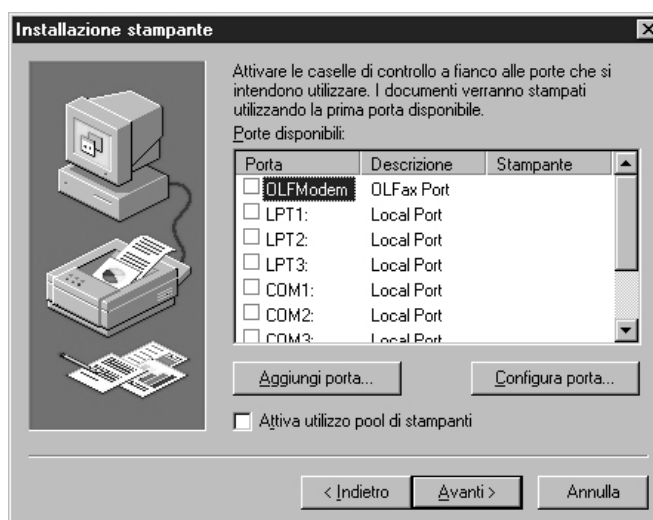 Installazione stampante
Attivare le caselle di controllo a fianco alle porte che si
intendono utilizzare. I documenti verranno stampati
utilizzando la prima porta disponibile.
Porte disponibili:
Porta Descrizione Stampante
OLFModem OLFax Port
LPT1: Local Port
LPT2: Local Port
LPT3: Local Port
COM1: Local Port
COM2: Local Port
COM3: Local Port
Aggiungi porta... Configura porta...
Attiva utilizzo pool di stampanti
< Indietro Avanti > Annulla